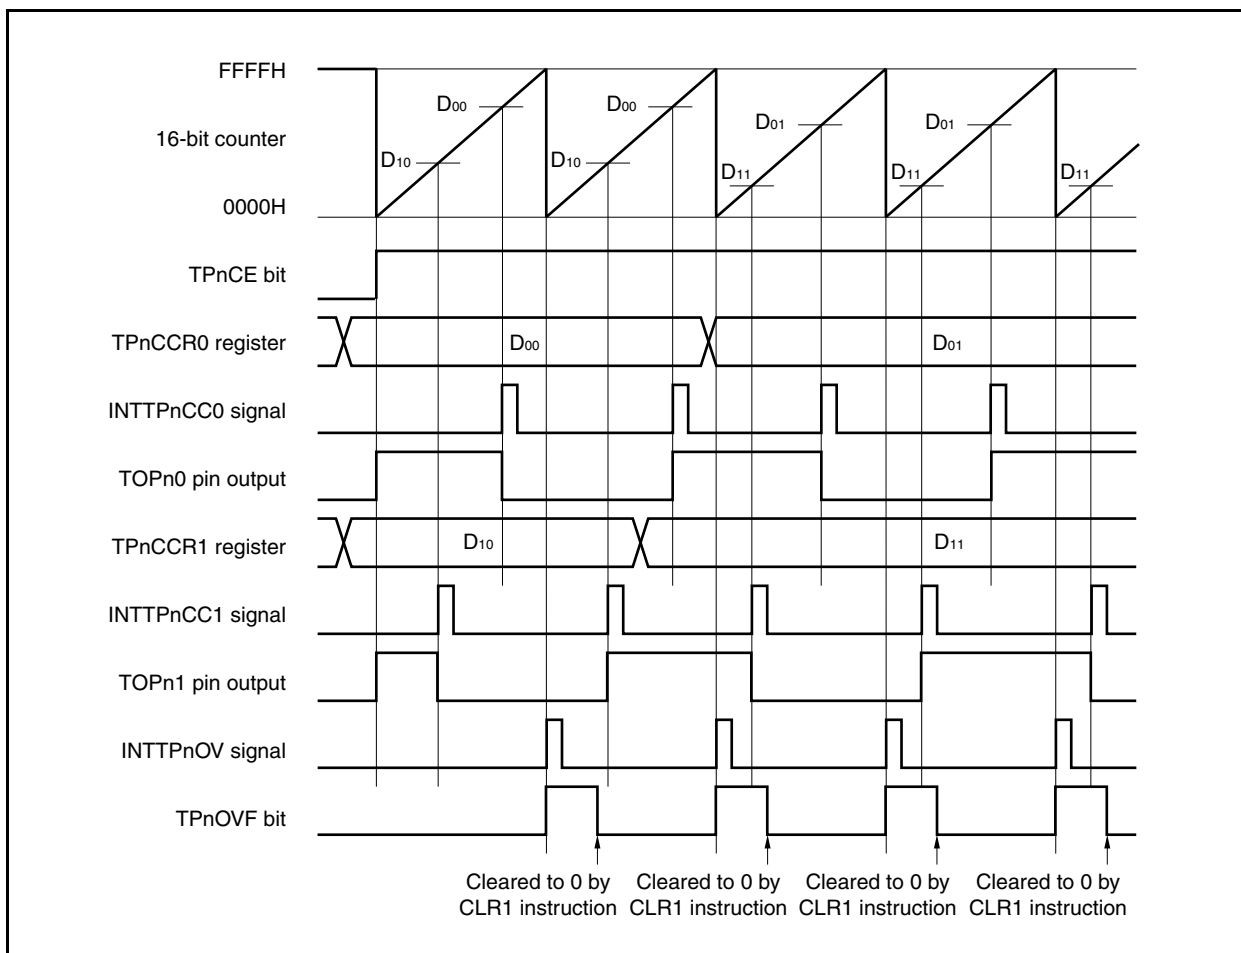 FFFFH
D00 D00
D01 D01
16-bit counter
D10 D10
D11 D11 D11
0000H
TPnCE bit
TPnCCR0 register
D00 D01
INTTPnCC0 signal
TOPn0 pin output
TPnCCR1 register
D10 D11
INTTPnCC1 signal
TOPn1 pin output
INTTPnOV signal
TPnOVF bit
Cleared to 0 by Cleared to 0 by Cleared to 0 by Cleared to 0 by
CLR1 instruction CLR1 instruction CLR1 instruction CLR1 instruction